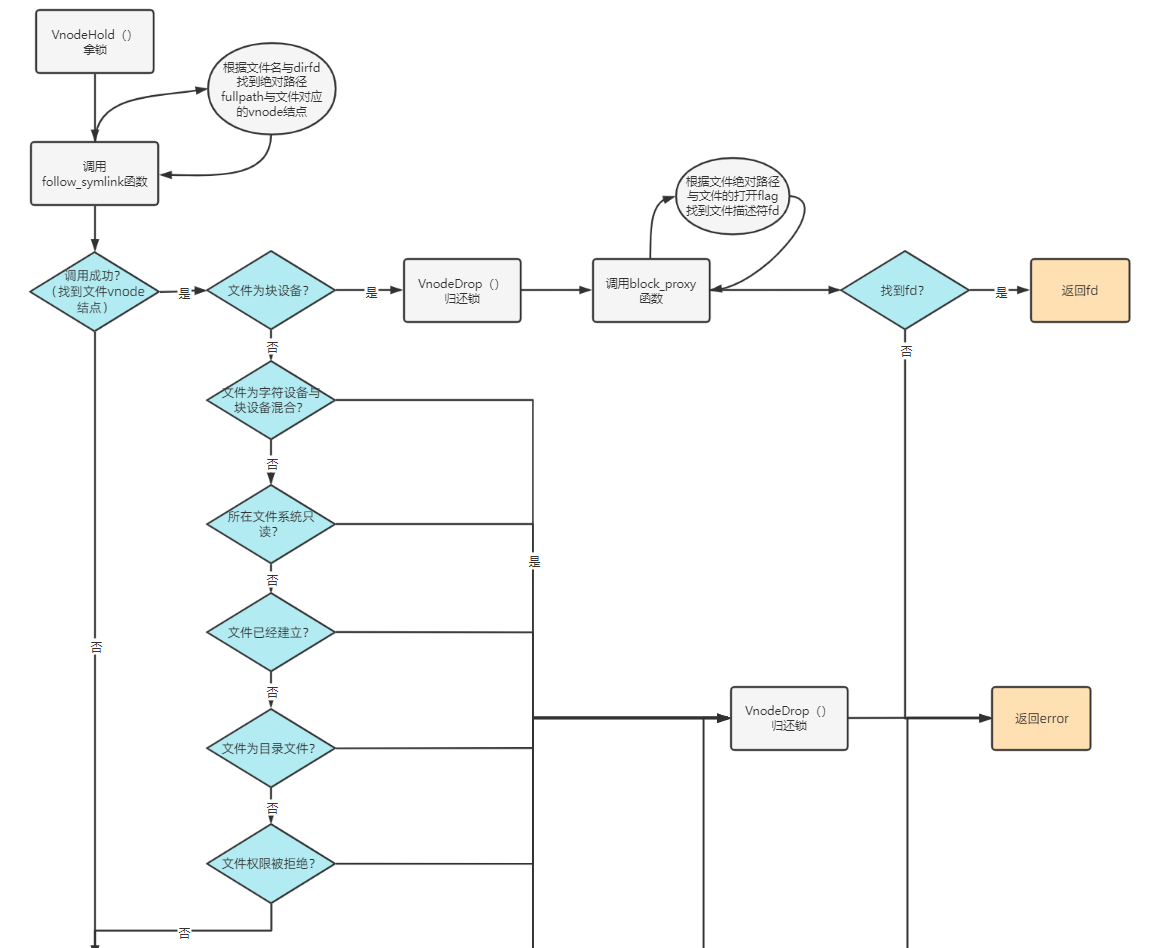 VnodeHold（）
拿锁
根据文件名与dirfd
找到绝对路径
fullpath与文件对应
的vnode结点
调用
follow_symlink函数
根据文件绝对路径
与文件的打开flag
找到文件描述符fd
调用成功?
（找到文件vnode
结点）
是
文件为块设备?
是
VnodeDrop（）
归还锁
调用block_proxy
函数
找到fd?
是
返回fd
否
否
文件为字符设备与
块设备混合?
否
所在文件系统只
读?
是
否
文件已经建立?
否
否
VnodeDrop（）
归还锁
返回error
文件为目录文件?
否
文件权限被拒绝?
否